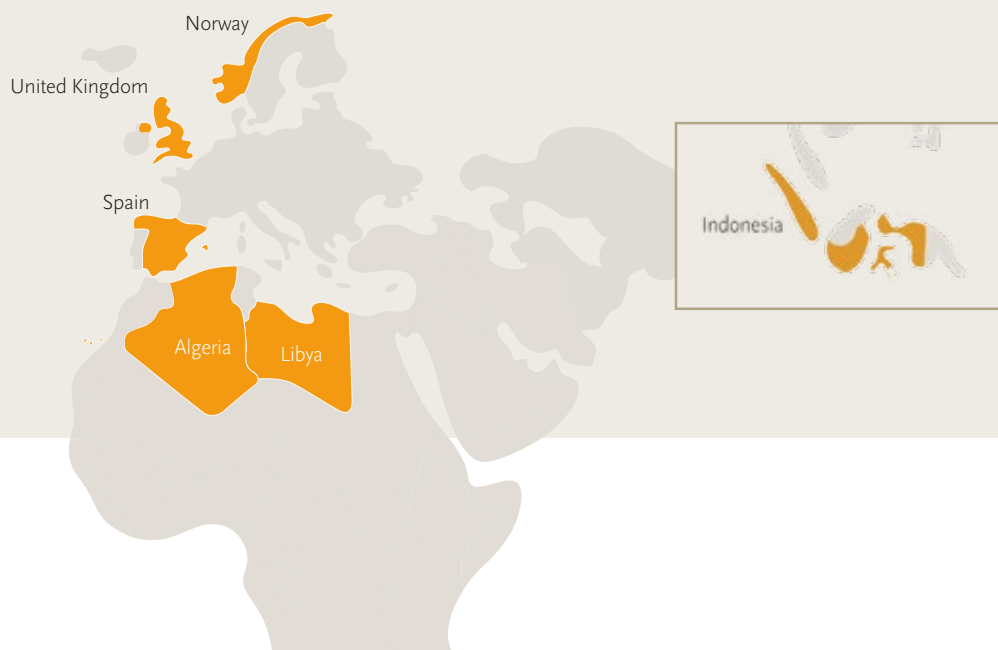 Norway
United Kingdom
Spain
Indonesia
Algeria
Libya